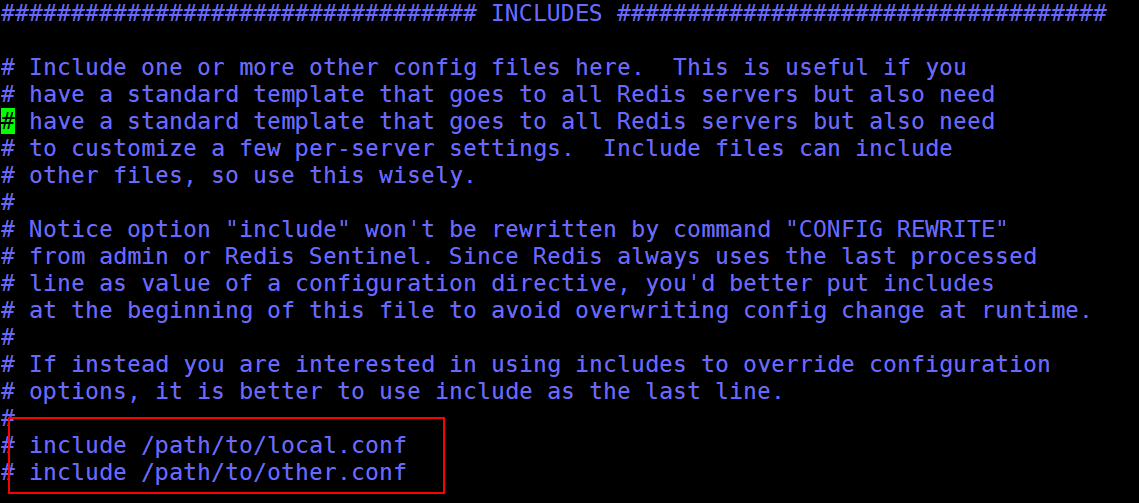 ################################## INCLUDES ###################################
# Include one or more other config files here.  This is useful if you
# have a standard template that goes to all Redis servers but also need
# have a standard template that goes to all Redis servers but also need
# to customize a few per-server settings.  Include files can include
# other files, so use this wisely.
#
# Notice option "include" won't be rewritten by command "CONFIG REWRITE"
# from admin or Redis Sentinel. Since Redis always uses the last processed
# line as value of a configuration directive, you'd better put includes
# at the beginning of this file to avoid overwriting config change at runtime.
#
# If instead you are interested in using includes to override configuration
# options, it is better to use include as the last line.
#
# include /path/to/local.conf
# include /path/to/other.conf